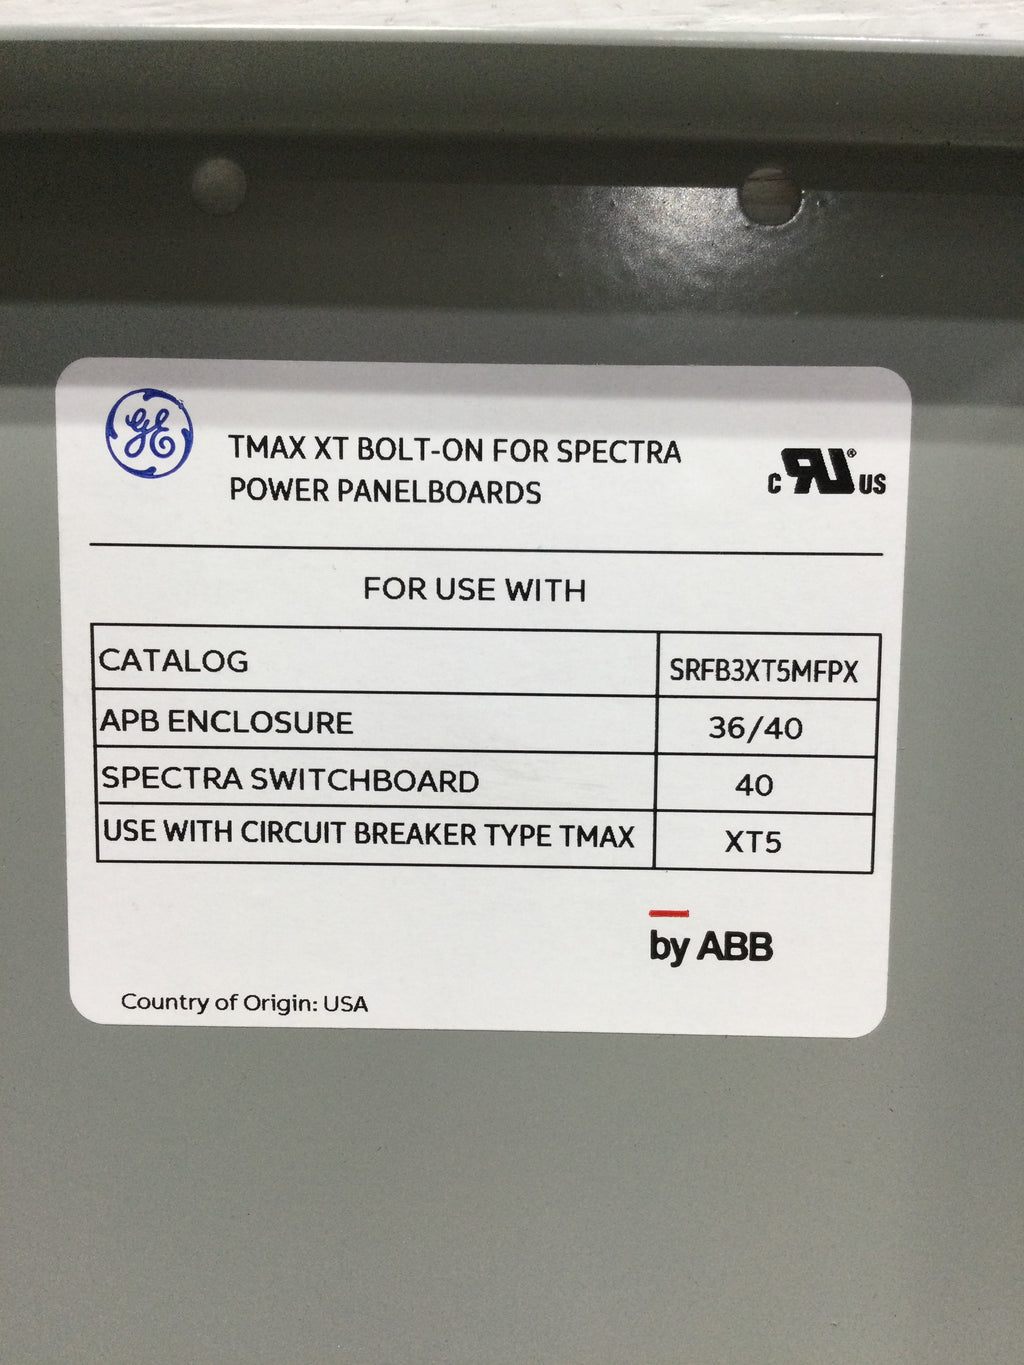 GE
TMAX XT BOLT-ON FOR SPECTRA
POWER PANELBOARDS
C RU® US
FOR USE WITH
CATALOG SRFB3XT5MFPX
APB ENCLOSURE 36/40
SPECTRA SWITCHBOARD 40
USE WITH CIRCUIT BREAKER TYPE TMAX XT5
by ABB
Country of Origin: USA